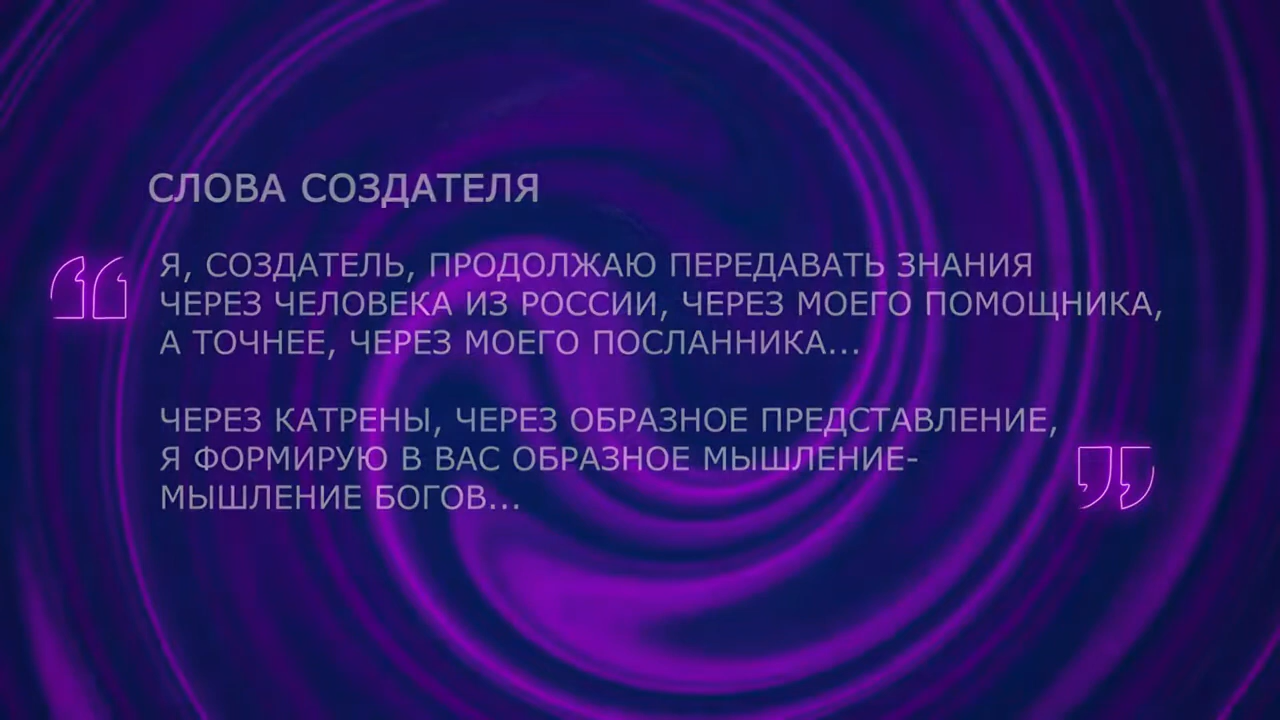 СЛОВА СОЗДАТЕЛЯ
Я, СОЗДАТЕЛЬ, ПРОДОЛЖАЮ ПЕРЕДАВАТЬ ЗНАНИЯ
ЧЕРЕЗ ЧЕЛОВЕКА ИЗ РОССИИ, ЧЕРЕЗ МОЕГО ПОМОЩНИКА,
А ТОЧНЕЕ, ЧЕРЕЗ МОЕГО ПОСЛАННИКА...
ЧЕРЕЗ КАТРЕНЫ, ЧЕРЕЗ ОБРАЗНОЕ ПРЕДСТАВЛЕНИЕ,
Я ФОРМИРУЮ В ВАС ОБРАЗНОЕ МЫШЛЕНИЕ-
МЫШЛЕНИЕ БОГОВ...